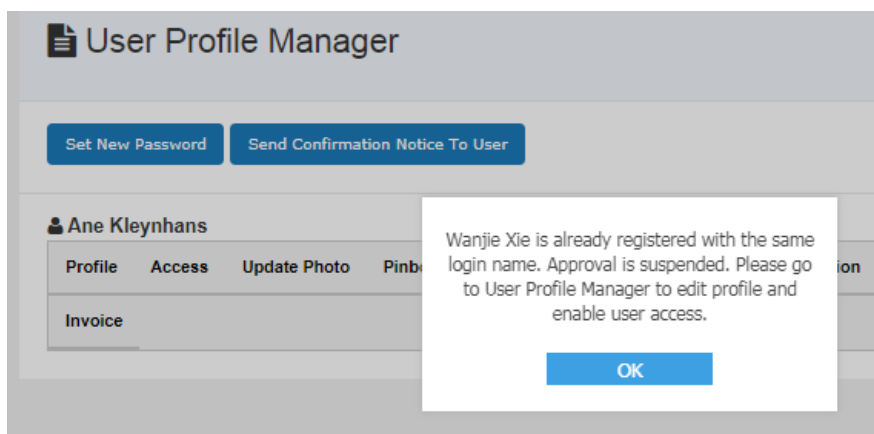 User Profile Manager
Set New Password Send Confirmation Notice To User
Ane Kleynhans
Profile Access Update Photo Pinb ion
Invoice
Wanjie Xie is already registered with the same
login name. Approval is suspended. Please go
to User Profile Manager to edit profile and
enable user access.
OK